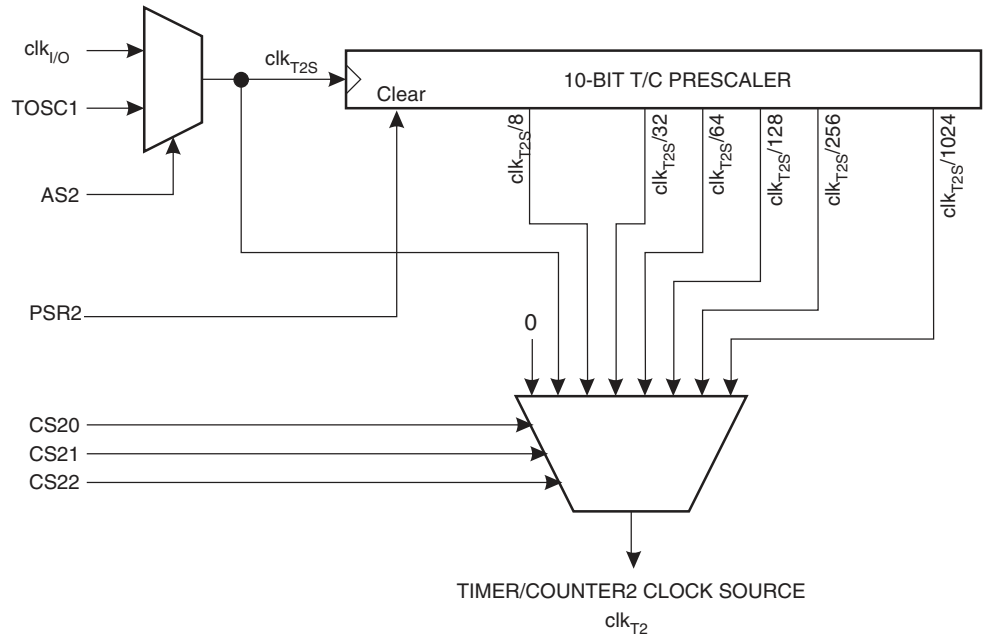 clkI/O
TOSC1
AS2
clkT2S
10-BIT T/C PRESCALER
Clear
clkT2S/8
clkT2S/32
clkT2S/64
clkT2S/128
clkT2S/256
clkT2S/1024
PSR2
0
CS20
CS21
CS22
TIMER/COUNTER2 CLOCK SOURCE
clkT2